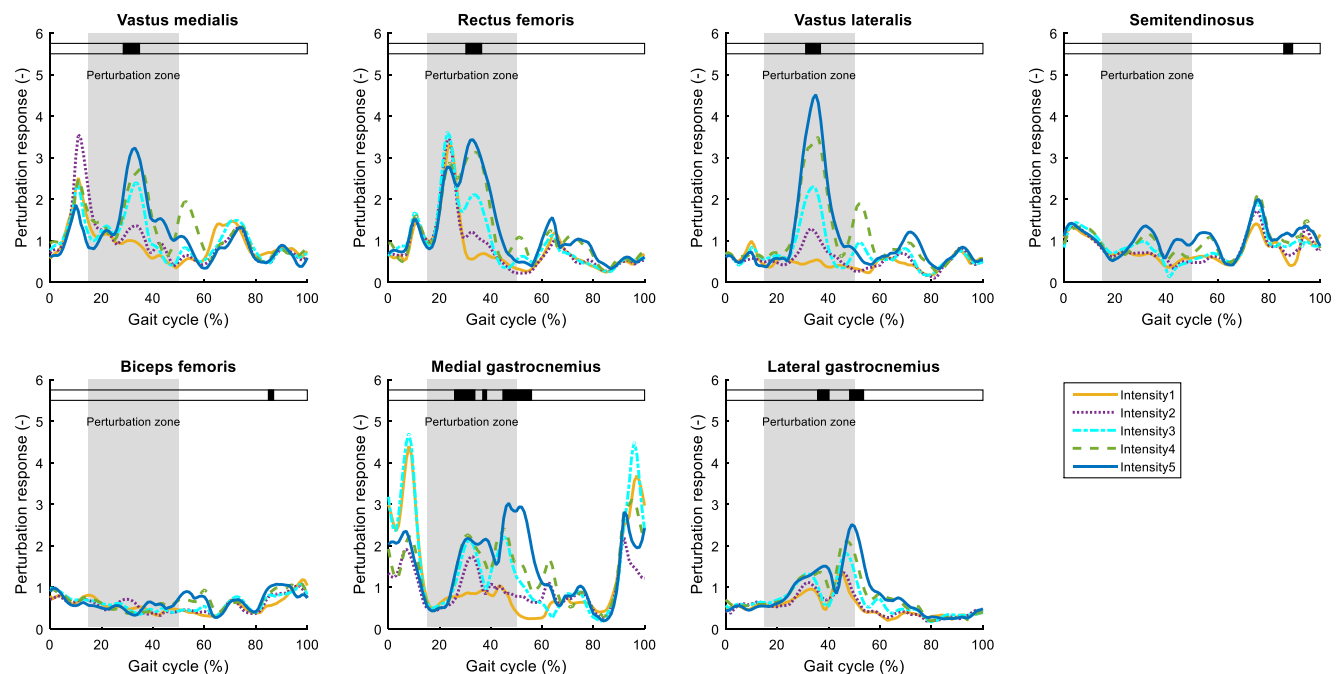 Vastus medialis
6
5
4
3
2
1
0
Perturbation response (-)
Perturbation zone
0 20 40 60 80 100
Gait cycle (%)
Rectus femoris
6
5
4
3
2
1
0
Perturbation response (-)
Perturbation zone
0 20 40 60 80 100
Gait cycle (%)
Vastus lateralis
6
5
4
3
2
1
0
Perturbation response (-)
Perturbation zone
0 20 40 60 80 100
Gait cycle (%)
Semitendinosus
6
5
4
3
2
1
0
Perturbation response (-)
Perturbation zone
0 20 40 60 80 100
Gait cycle (%)
Biceps femoris
6
5
4
3
2
1
0
Perturbation response (-)
Perturbation zone
0 20 40 60 80 100
Gait cycle (%)
Medial gastrocnemius
6
5
4
3
2
1
0
Perturbation response (-)
Perturbation zone
0 20 40 60 80 100
Gait cycle (%)
Lateral gastrocnemius
6
5
4
3
2
1
0
Perturbation response (-)
Perturbation zone
0 20 40 60 80 100
Gait cycle (%)
Intensity1
Intensity2
Intensity3
Intensity4
Intensity5